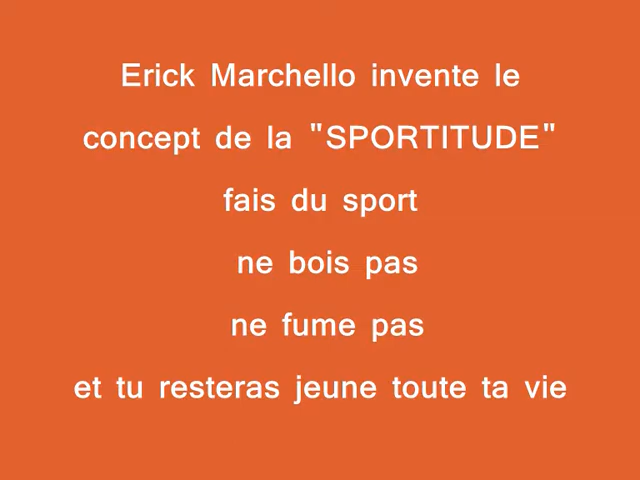 Erick Marchello invente le
concept de la "SPORTITUDE"
fais du sport
ne bois pas
ne fume pas
et tu resteras jeune toute ta vie